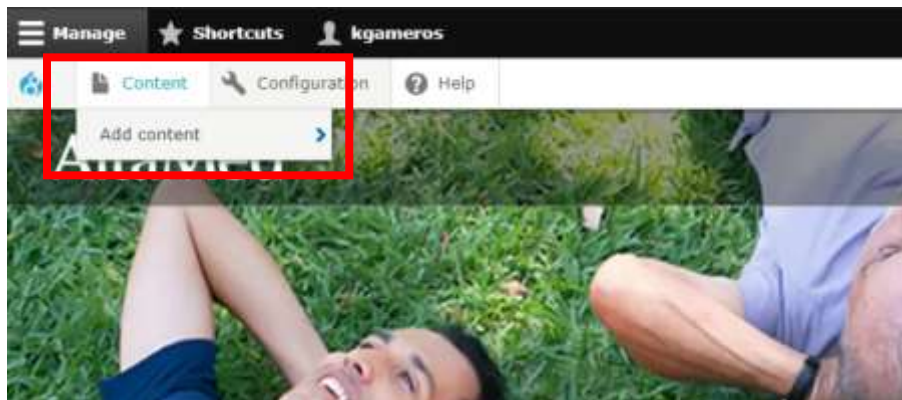 Manage Shortcuts kgameros
Content Configuration Help
Add content